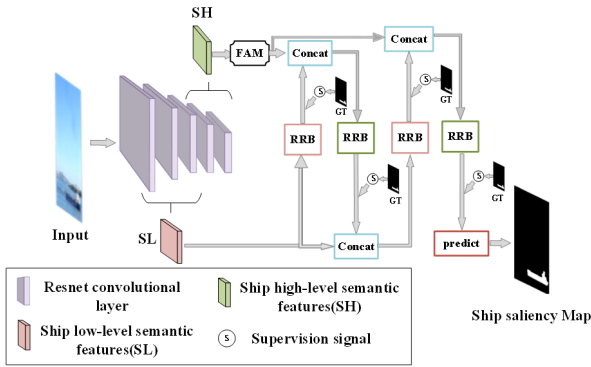 SH
FAM
Concat
Concat
S
GT
S
GT
RRB
RRB
RRB
RRB
S
GT
S
GT
Input
SL
Concat
predict
Ship saliency Map
Resnet convolutional
layer
Ship high-level semantic
features(SH)
Ship low-level semantic
features(SL)
S
Supervision signal